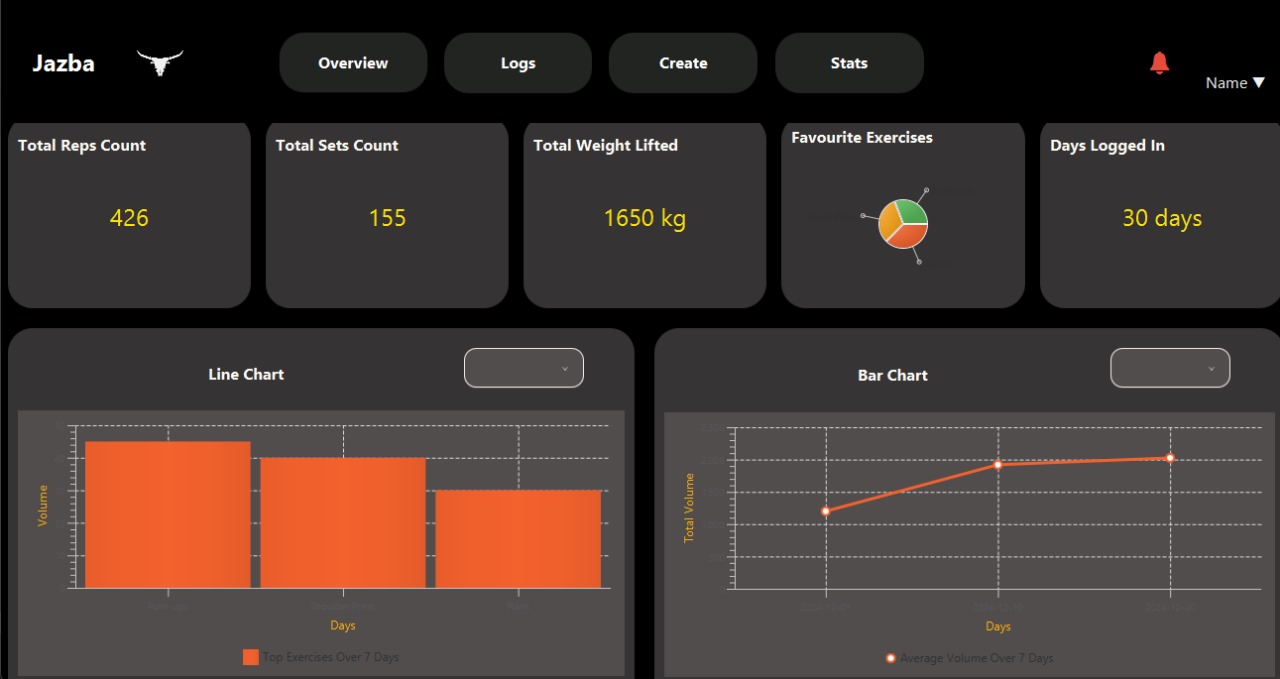 Jazba
Overview
Logs
Create
Stats
Name ▼
Total Reps Count
426
Total Sets Count
155
Total Weight Lifted
1650 kg
Favourite Exercises
Days Logged In
30 days
Line Chart
Volume
Days
Top Exercises Over 7 Days
Bar Chart
Total Volume
Days
Average Volume Over 7 Days